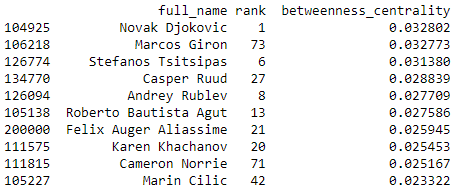 full_name rank betweenness_centrality
104925 Novak Djokovic 1 0.032802
106218 Marcos Giron 73 0.032773
126774 Stefanos Tsitsipas 6 0.031380
134770 Casper Ruud 27 0.028839
126094 Andrey Rublev 8 0.027709
105138 Roberto Bautista Agut 13 0.027586
200000 Felix Auger Aliassime 21 0.025945
111575 Karen Khachanov 20 0.025453
111815 Cameron Norrie 71 0.025167
105227 Marin Cilic 42 0.023322